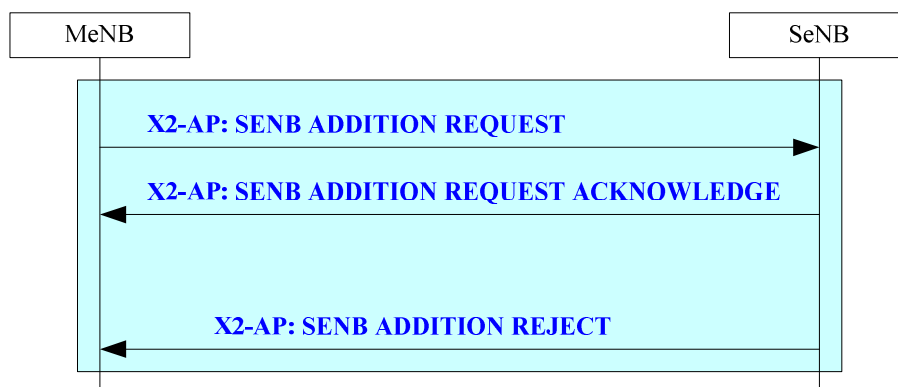 MeNB
SeNB
X2-AP: SENB ADDITION REQUEST
X2-AP: SENB ADDITION REQUEST ACKNOWLEDGE
X2-AP: SENB ADDITION REJECT